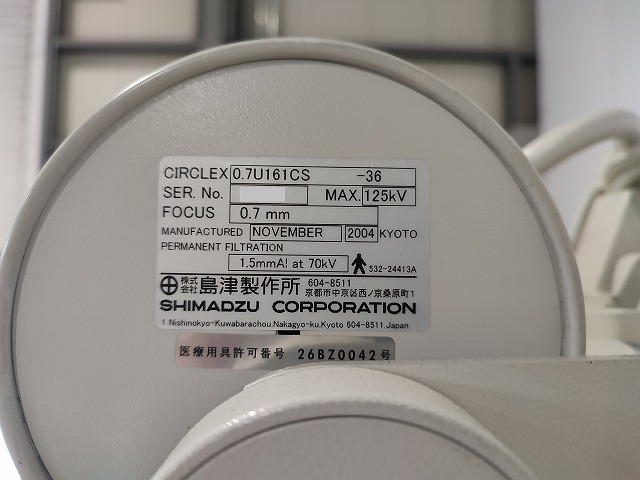 CIRCLEX 0.7U161CS -36
SER. No. MAX. 125kV
FOCUS 0.7 mm
MANUFACTURED NOVEMBER 2004 KYOTO
PERMANENT FILTRATION
1.5mmAl at 70kV 532-24413A
株式会社 島津製作所 604-8511
京都市中京区西ノ京桑原町1
SHIMADZU CORPORATION
1 Nishinokyo-Kuwabarachou.Nakagyo-ku.Kyoto 604-8511.Japan
医療用具許可番号 26BZ0042号